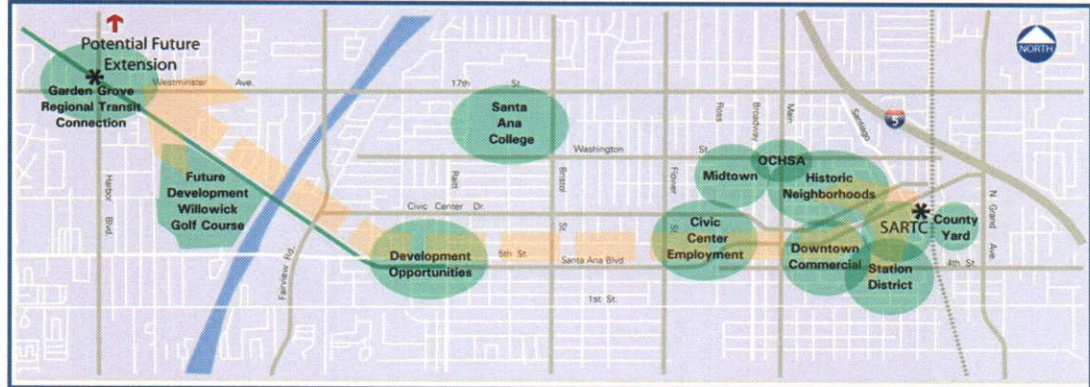 Potential Future
Extension
NORTH
Westminster Ave.
17th St.
Garden Grove
Regional Transit
Connection
Santa
Ana
College
Ross
Broadway
Main
Santiago
5
Washington St.
OCHSA
Midtown
Historic
Neighborhoods
Future
Development
Willowick
Golf Course
Harbor Blvd.
Raitt
Bristol St.
Flower St.
N Grand Ave.
Civic Center Dr.
SARTC
County
Yard
Civic
Center
Employment
Development
Opportunities
Fairview Rd.
5th St.
Santa Ana Blvd
Downtown
Commercial
Station
District
4th St.
1st St.